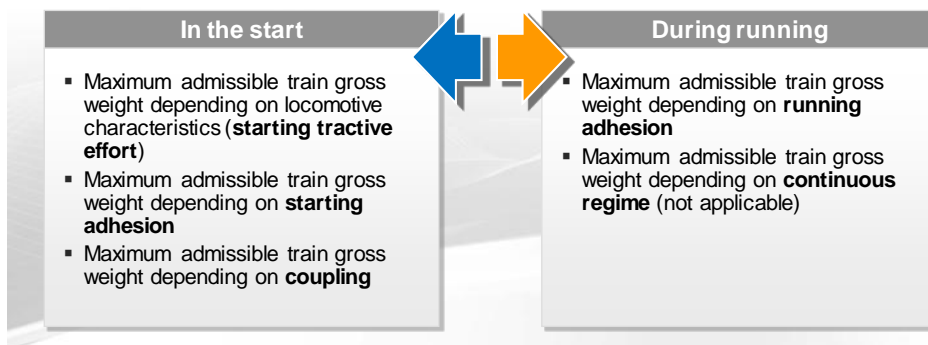 In the start
▪ Maximum admissible train gross
weight depending on locomotive
characteristics (starting tractive
effort)
▪ Maximum admissible train gross
weight depending on starting
adhesion
▪ Maximum admissible train gross
weight depending on coupling
During running
▪ Maximum admissible train gross
weight depending on running
adhesion
▪ Maximum admissible train gross
weight depending on continuous
regime (not applicable)